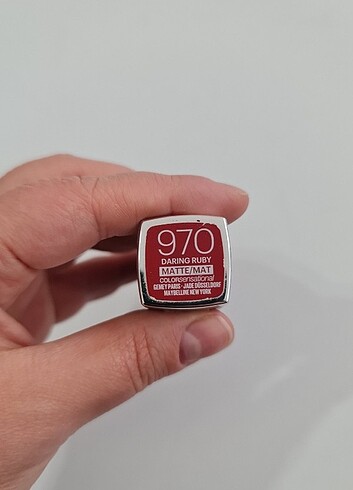 970
DARING RUBY
MATTE/MAT
COLORsensational
GEMEY PARIS - JADE DÜSSELDORF
MAYBELLINE NEW YORK